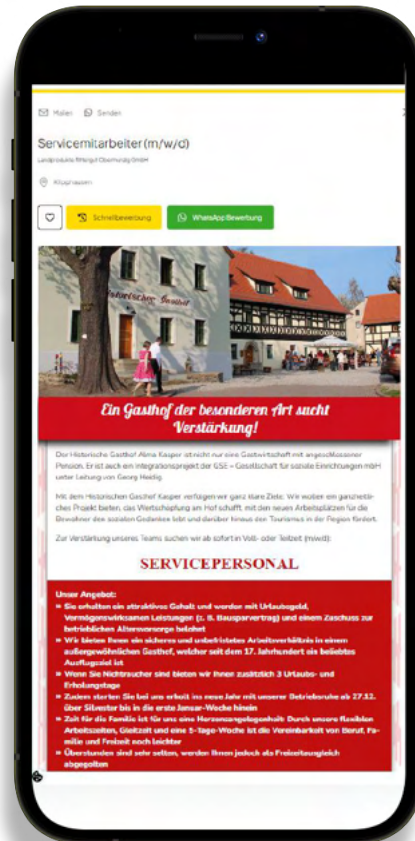 Mailen Senden
Servicemitarbeiter (m/w/d)
Landprodukte Rittergut GmbH
Kitzscher
Schnellbewerbung WhatsApp Bewerbung
Historischer Gasthof
Ein Gasthof der besonderen Art sucht
Verstärkung!
Der Historische Gasthof Alma Kasper ist nicht nur eine Gastwirtschaft mit angeschlossener
Pension. Er ist auch ein Integrationsprojekt der GSE – Gesellschaft für soziale Einrichtungen mbH
unter Leitung von Georg Heidig.
Mit dem Historischen Gasthof Kasper verfolgen wir ganz klare Ziele: Wir wollen ein ganzheitli-
ches Projekt bieten, das Wertschöpfung am Hof schafft, mit den neuen Arbeitsplätzen für die
Bewohner den sozialen Gedanken lebt und darüber hinaus den Tourismus in der Region fördert.
Zur Verstärkung unseres Teams suchen wir ab sofort in Voll- oder Teilzeit (m/w/d):
SERVICEPERSONAL
Unser Angebot:
» Sie erhalten ein attraktives Gehalt und werden mit Urlaubsgeld,
Vermögenswirksamen Leistungen (z. B. Bausparvertrag) und einem Zuschuss zur
betrieblichen Altersvorsorge belohnt
» Wir bieten Ihnen ein sicheres und unbefristetes Arbeitsverhältnis in einem
außergewöhnlichen Gasthof, welcher seit dem 17. Jahrhundert ein beliebtes
Ausflugsziel ist
» Wenn Sie Nichtraucher sind bieten wir Ihnen zusätzlich 3 Urlaubs- und
Erholungstage
» Zudem starten Sie bei uns erholt ins neue Jahr mit unserer Betriebsruhe ab 27.12.
über Silvester bis in die erste Januar-Woche hinein
» Zeit für die Familie ist für uns eine Herzensangelegenheit: Durch unsere flexiblen
Arbeitszeiten, Gleitzeit und eine 5-Tage-Woche ist die Vereinbarkeit von Beruf, Fa-
milie und Freizeit noch leichter
» Überstunden sind sehr selten, werden Ihnen jedoch als Freizeitausgleich
abgegolten